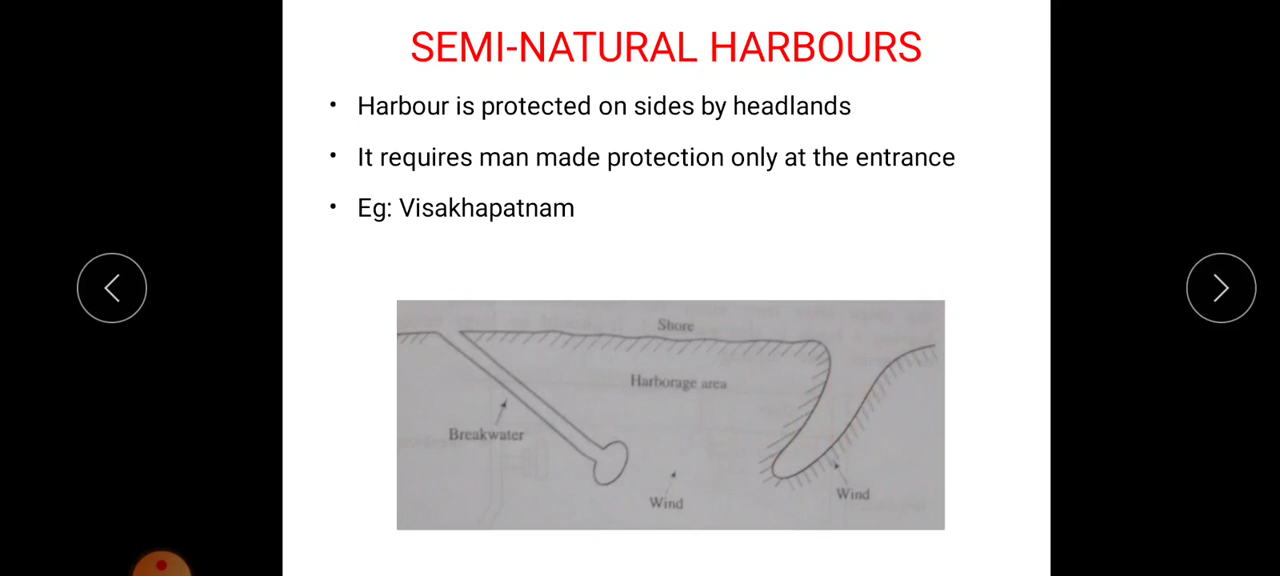 SEMI-NATURAL HARBOURS
• Harbour is protected on sides by headlands
• It requires man made protection only at the entrance
• Eg: Visakhapatnam
Shore
Harborage area
Breakwater
Wind
Wind